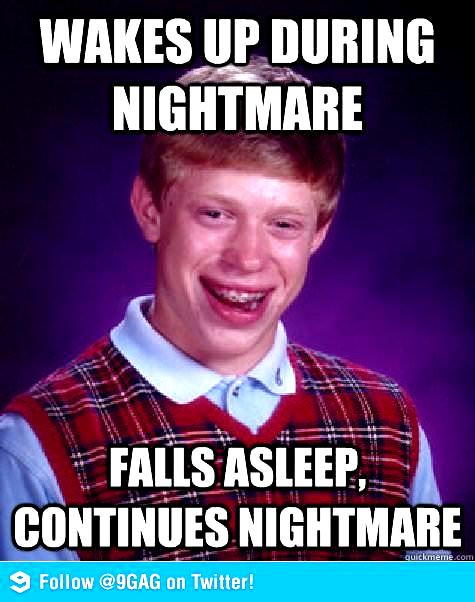 WAKES UP DURING
NIGHTMARE
FALLS ASLEEP,
CONTINUES NIGHTMARE
quickmeme.com
Follow @9GAG on Twitter!